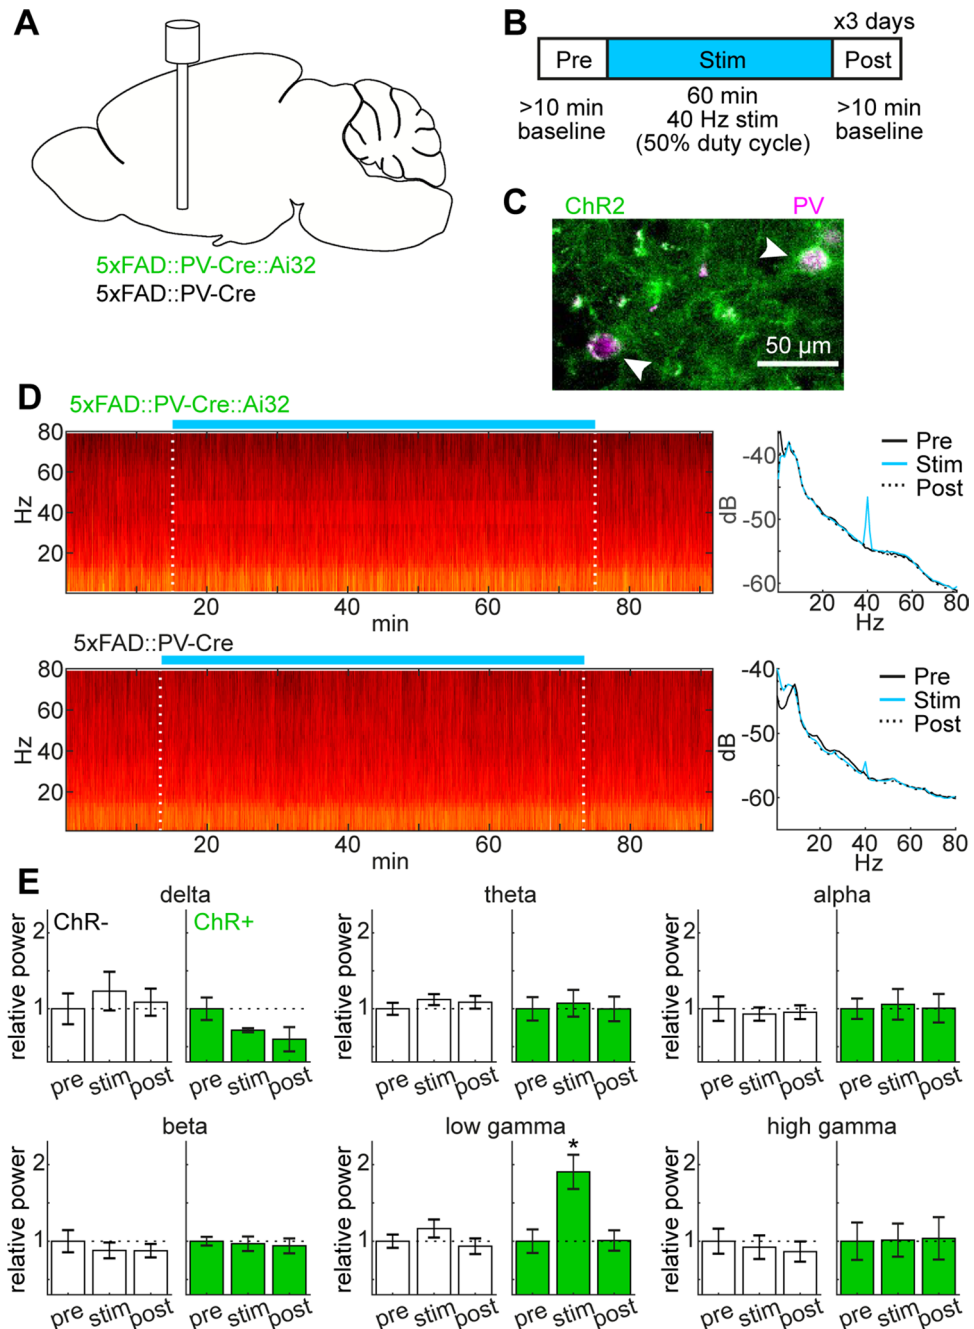 A
5xFAD::PV-Cre::Ai32
5xFAD::PV-Cre
B
x3 days
Pre
Stim
Post
>10 min
baseline
60 min
40 Hz stim
(50% duty cycle)
>10 min
baseline
C
ChR2
PV
50 µm
D
5xFAD::PV-Cre::Ai32
80
60
40
20
Hz
20
40
60
80
min
-40
-50
-60
dB
20
40
60
80
Hz
Pre
Stim
Post
5xFAD::PV-Cre
80
60
40
20
Hz
20
40
60
80
min
-40
-50
-60
dB
20
40
60
80
Hz
Pre
Stim
Post
E
delta
relative power
2
1
ChR-
pre stim post
ChR+
pre stim post
theta
relative power
2
1
pre stim post
pre stim post
alpha
relative power
2
1
pre stim post
pre stim post
beta
relative power
2
1
pre stim post
pre stim post
low gamma
relative power
2
1
pre stim post
*
pre stim post
high gamma
relative power
2
1
pre stim post
pre stim post